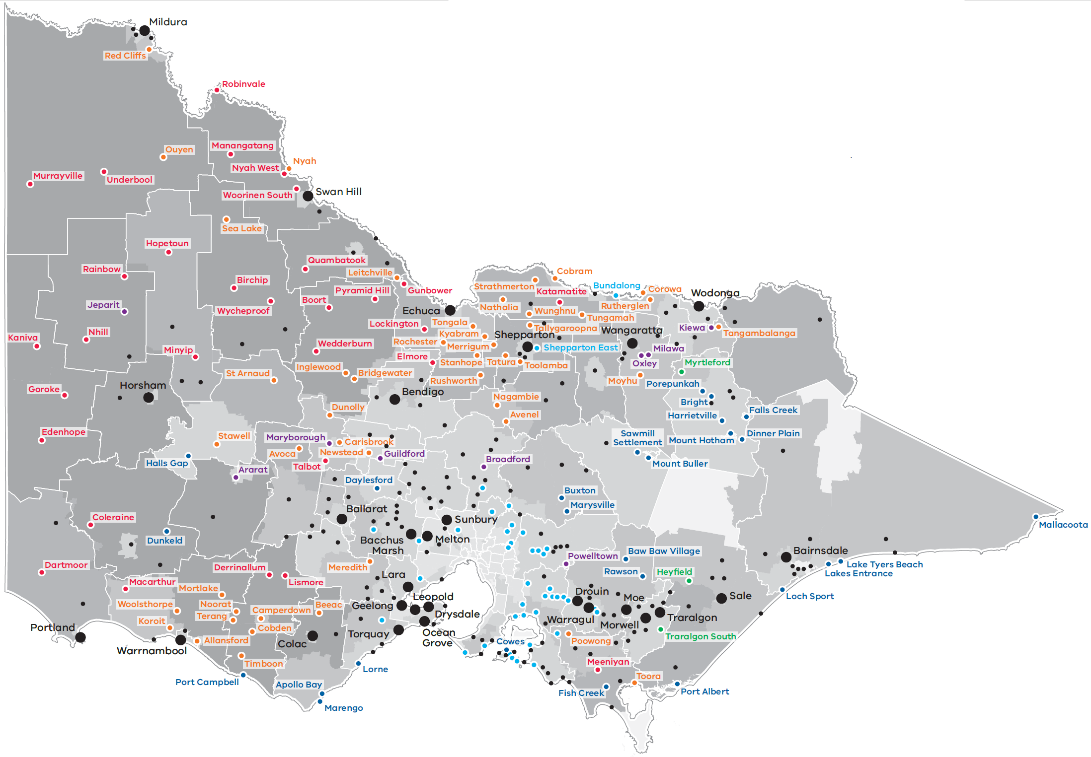 Mildura
Red Cliffs
Robinvale
Ouyen
Manangatang
Nyah
Nyah West
Murrayville
Underbool
Woorinen South
Swan Hill
Sea Lake
Hopetoun
Quambatook
Rainbow
Leitchville
Cobram
Birchip
Pyramid Hill
Gunbower
Strathmerton
Katamatite
Bundalong
Corowa
Wodonga
Jeparit
Wycheproof
Boort
Echuca
Nathalia
Wunghnu
Rutherglen
Tungamah
Lockington
Tongala
Tallygaroopna
Kiewa
Tangambalanga
Kaniva
Nhill
Kyabram
Shepparton
Wangaratta
Minyip
Wedderburn
Rochester
Merrigum
Shepparton East
Milawa
Elmore
Stanhope
Tatura
Toolamba
Oxley
Myrtleford
St Arnaud
Inglewood
Bridgewater
Rushworth
Moyhu
Porepunkah
Goroke
Horsham
Bendigo
Nagambie
Bright
Dunolly
Avenel
Harrietville
Falls Creek
Edenhope
Stawell
Maryborough
Carisbrook
Sawmill
Settlement
Mount Hotham
Dinner Plain
Halls Gap
Avoca
Newstead
Guildford
Broadford
Mount Buller
Ararat
Talbot
Daylesford
Buxton
Marysville
Coleraine
Ballarat
Sunbury
Mallacoota
Dunkeld
Bacchus
Marsh
Melton
Powelltown
Baw Baw Village
Bairnsdale
Dartmoor
Derrinallum
Meredith
Rawson
Heyfield
Lake Tyers Beach
Lakes Entrance
Macarthur
Mortlake
Lismore
Lara
Drouin
Moe
Sale
Loch Sport
Woolsthorpe
Noorat
Camperdown
Beeac
Geelong
Leopold
Drysdale
Warragul
Morwell
Traralgon
Portland
Koroit
Terang
Cobden
Torquay
Ocean
Grove
Traralgon South
Warrnambool
Allansford
Colac
Cowes
Poowong
Timboon
Lorne
Meeniyan
Port Campbell
Apollo Bay
Toora
Fish Creek
Port Albert
Marengo